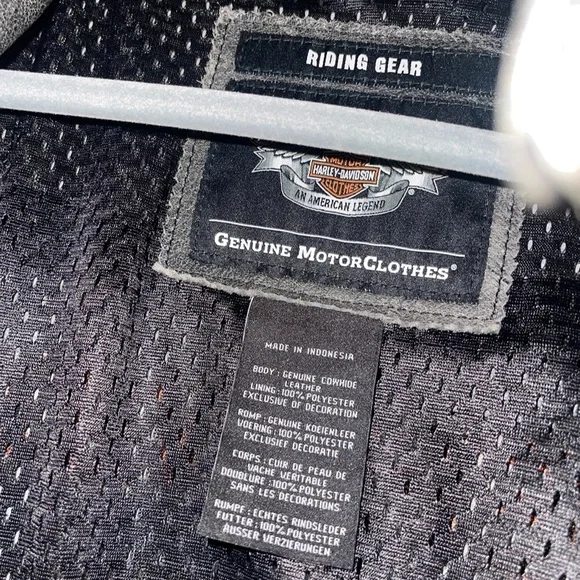 RIDING GEAR
MOTOR
HARLEY-DAVIDSON
CLOTHES
AN AMERICAN LEGEND
GENUINE MOTORCLOTHES®
MADE IN INDONESIA
BODY : GENUINE COWHIDE
LEATHER
LINING : 100% POLYESTER
EXCLUSIVE OF DECORATION
ROMP : GENUINE KOEIENLEER
VOERING : 100% POLYESTER
EXCLUSIEF DECORATIE
CORPS : CUIR DE PEAU DE
VACHE VERITABLE
DOUBLURE : 100% POLYESTER
SANS LES DECORATIONS
RUMPF : ECHTES RINDSLEDER
FUTTER : 100% POLYESTER
ÄUSSER VERZIERUNGEN